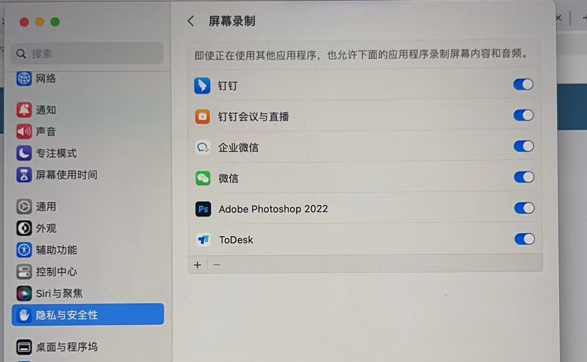 屏幕录制
搜索
即使正在使用其他应用程序，也允许下面的应用程序录制屏幕内容和音频。
网络
通知
声音
专注模式
屏幕使用时间
通用
外观
辅助功能
控制中心
Siri与聚焦
隐私与安全性
桌面与程序坞
钉钉
钉钉会议与直播
企业微信
微信
Ps
Adobe Photoshop 2022
ToDesk